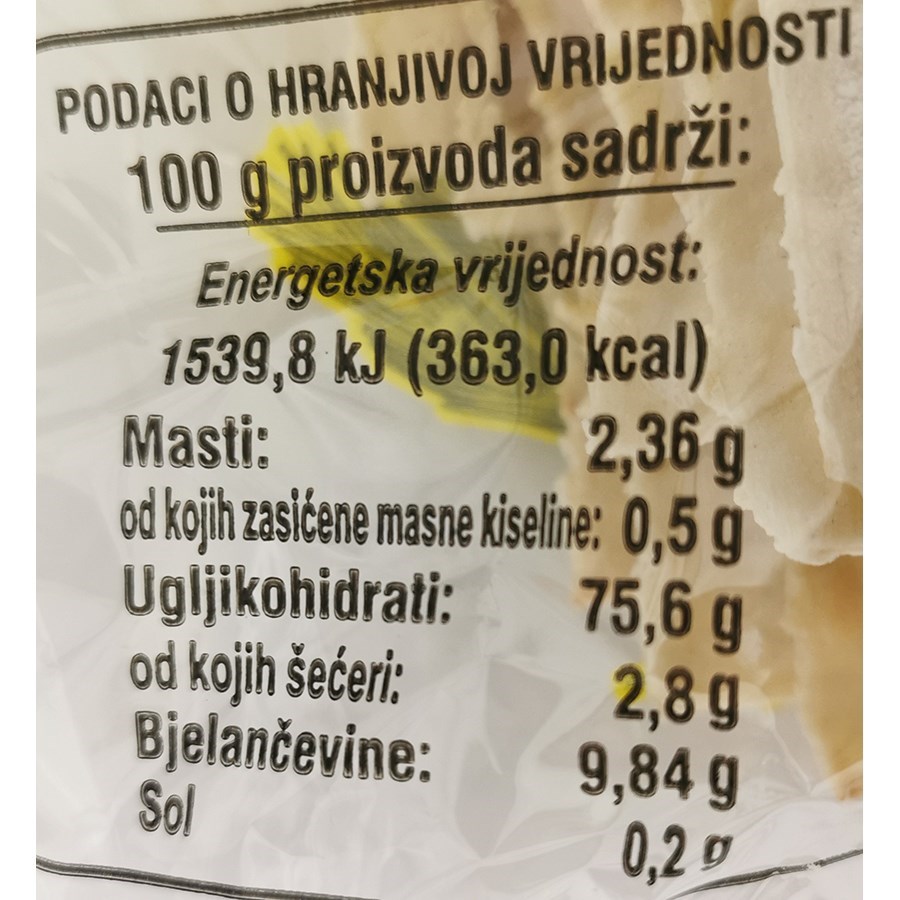 PODACI O HRANJIVOJ VRIJEDNOSTI
100 g proizvoda sadrži:
Energetska vrijednost:
1539,8 kJ (363,0 kcal)
Masti: 2,36 g
od kojih zasićene masne kiseline: 0,5 g
Ugljikohidrati: 75,6 g
od kojih šećeri: 2,8 g
Bjelančevine: 9,84 g
Sol 0,2 g